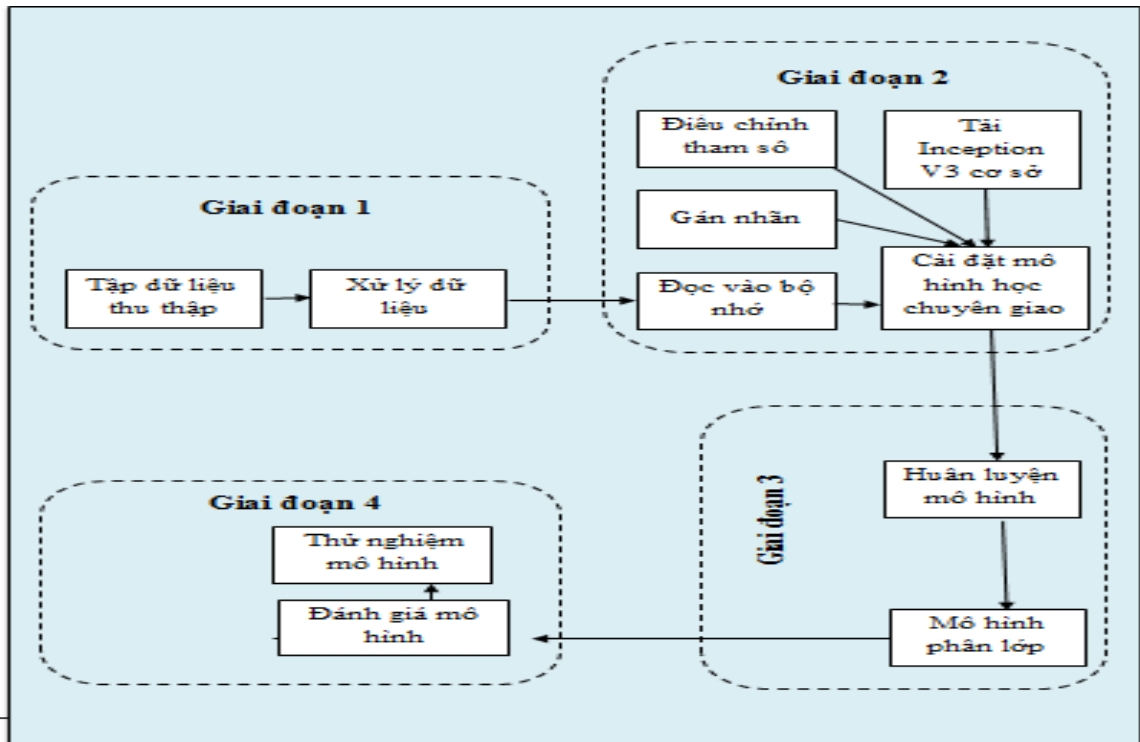 Giai đoạn 1
Tập dữ liệu
thu thập
Xử lý dữ
liệu
Giai đoạn 2
Điều chỉnh
tham số
Tải
Inception
V3 cơ sở
Gán nhãn
Đọc vào bộ
nhớ
Cài đặt mô
hình học
chuyên giao
Giai đoạn 3
Huân luyện
mô hình
Mô hình
phân lớp
Giai đoạn 4
Thử nghiệm
mô hình
Đánh giá mô
hình